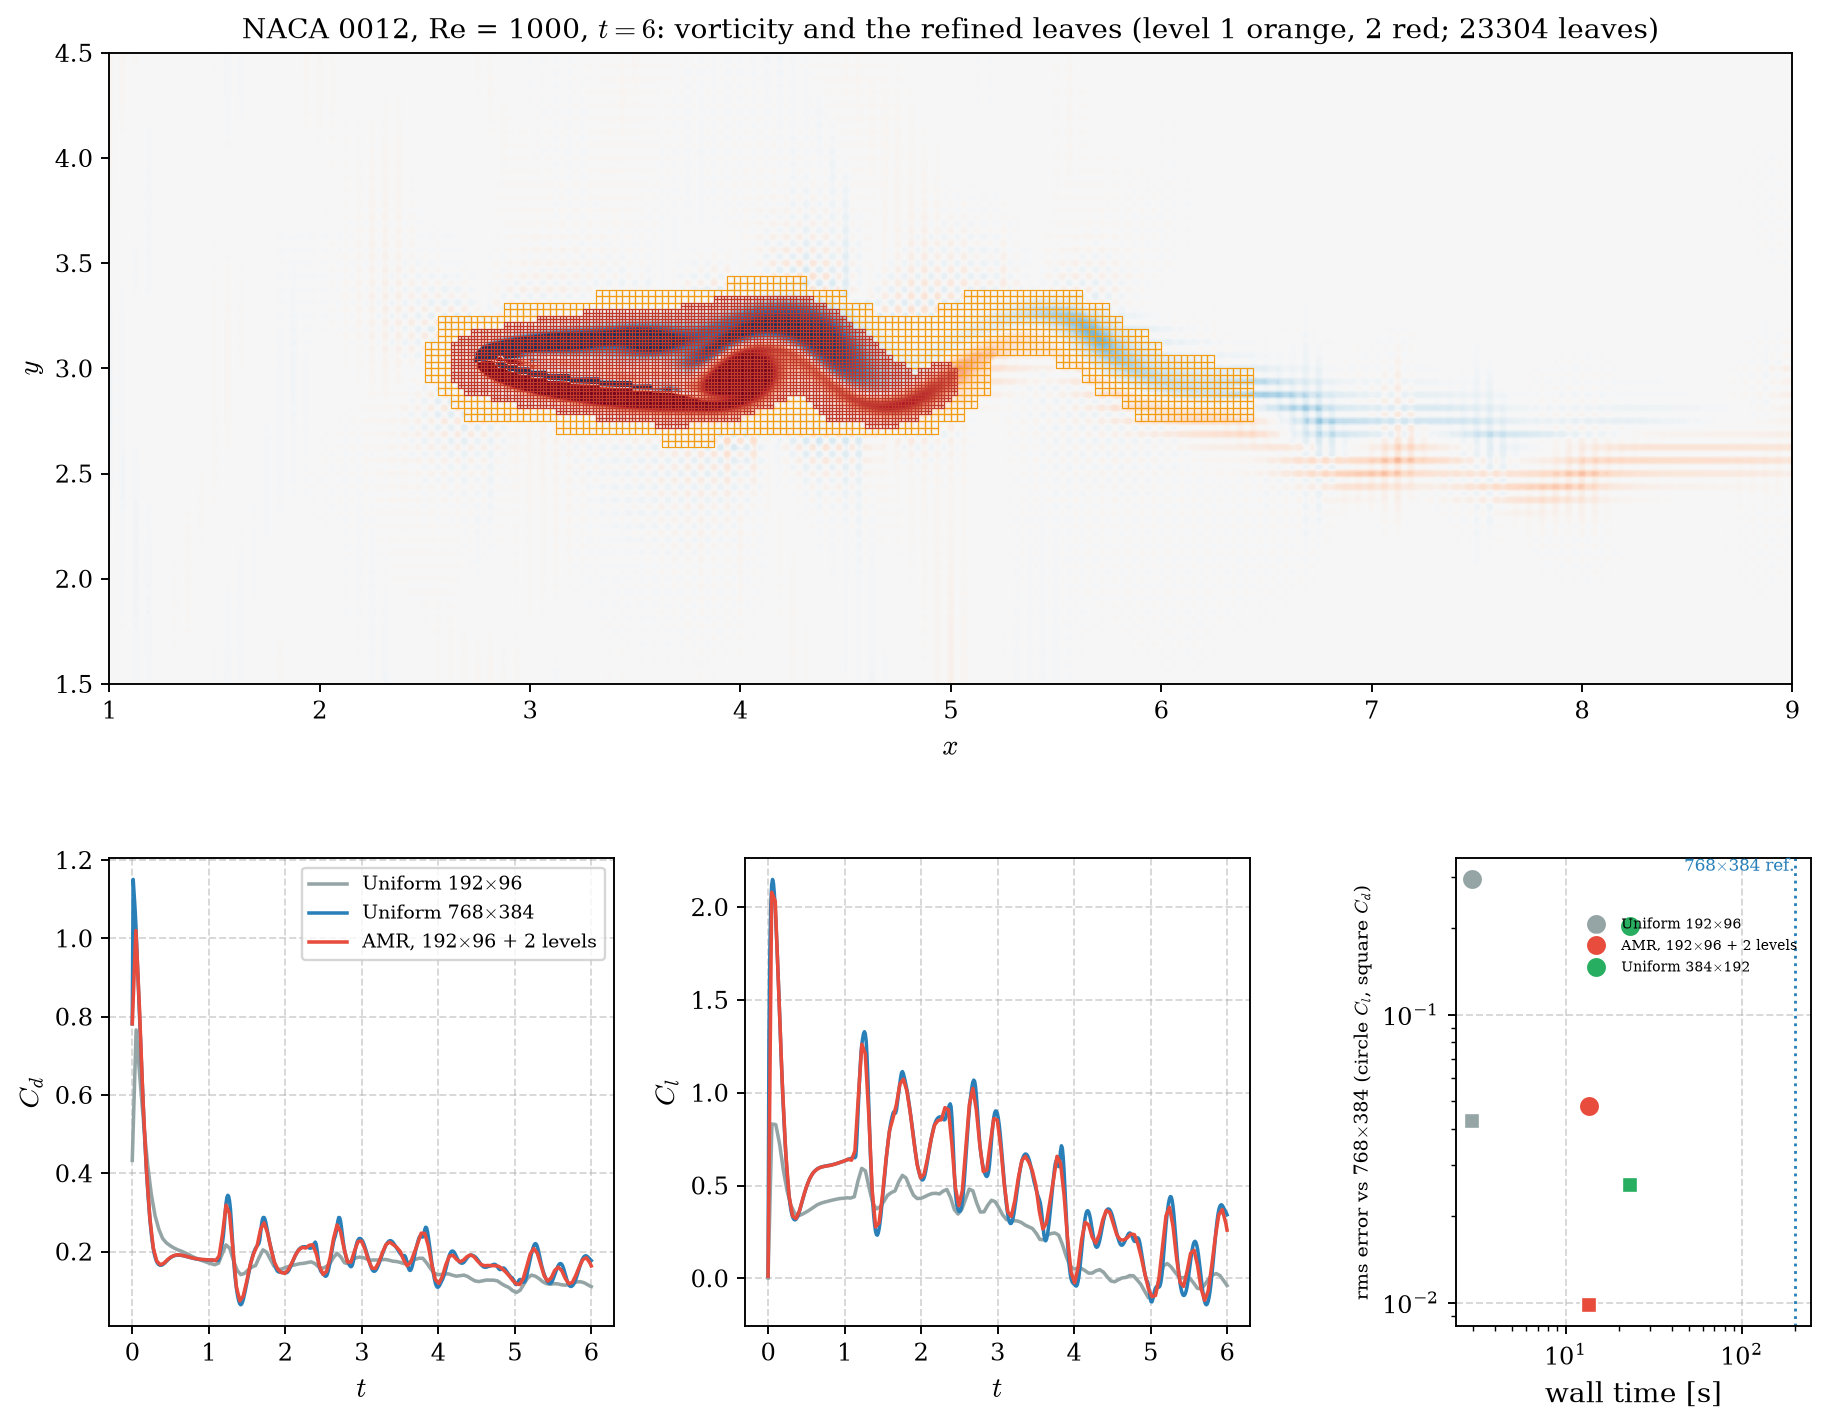 NACA 0012, Re = 1000, t = 6: vorticity and the refined leaves (level 1 orange, 2 red; 23304 leaves)
4.5
4.0
3.5
3.0
2.5
2.0
1.5
y
1 2 3 4 5 6 7 8 9
x
1.2
1.0
0.8
0.6
0.4
0.2
C_d
Uniform 192×96
Uniform 768×384
AMR, 192×96 + 2 levels
0 1 2 3 4 5 6
t
2.0
1.5
1.0
0.5
0.0
C_l
0 1 2 3 4 5 6
t
768×384 ref.
Uniform 192×96
AMR, 192×96 + 2 levels
Uniform 384×192
10⁻¹
10⁻²
rms error vs 768×384 (circle C_l, square C_d)
10¹ 10²
wall time [s]